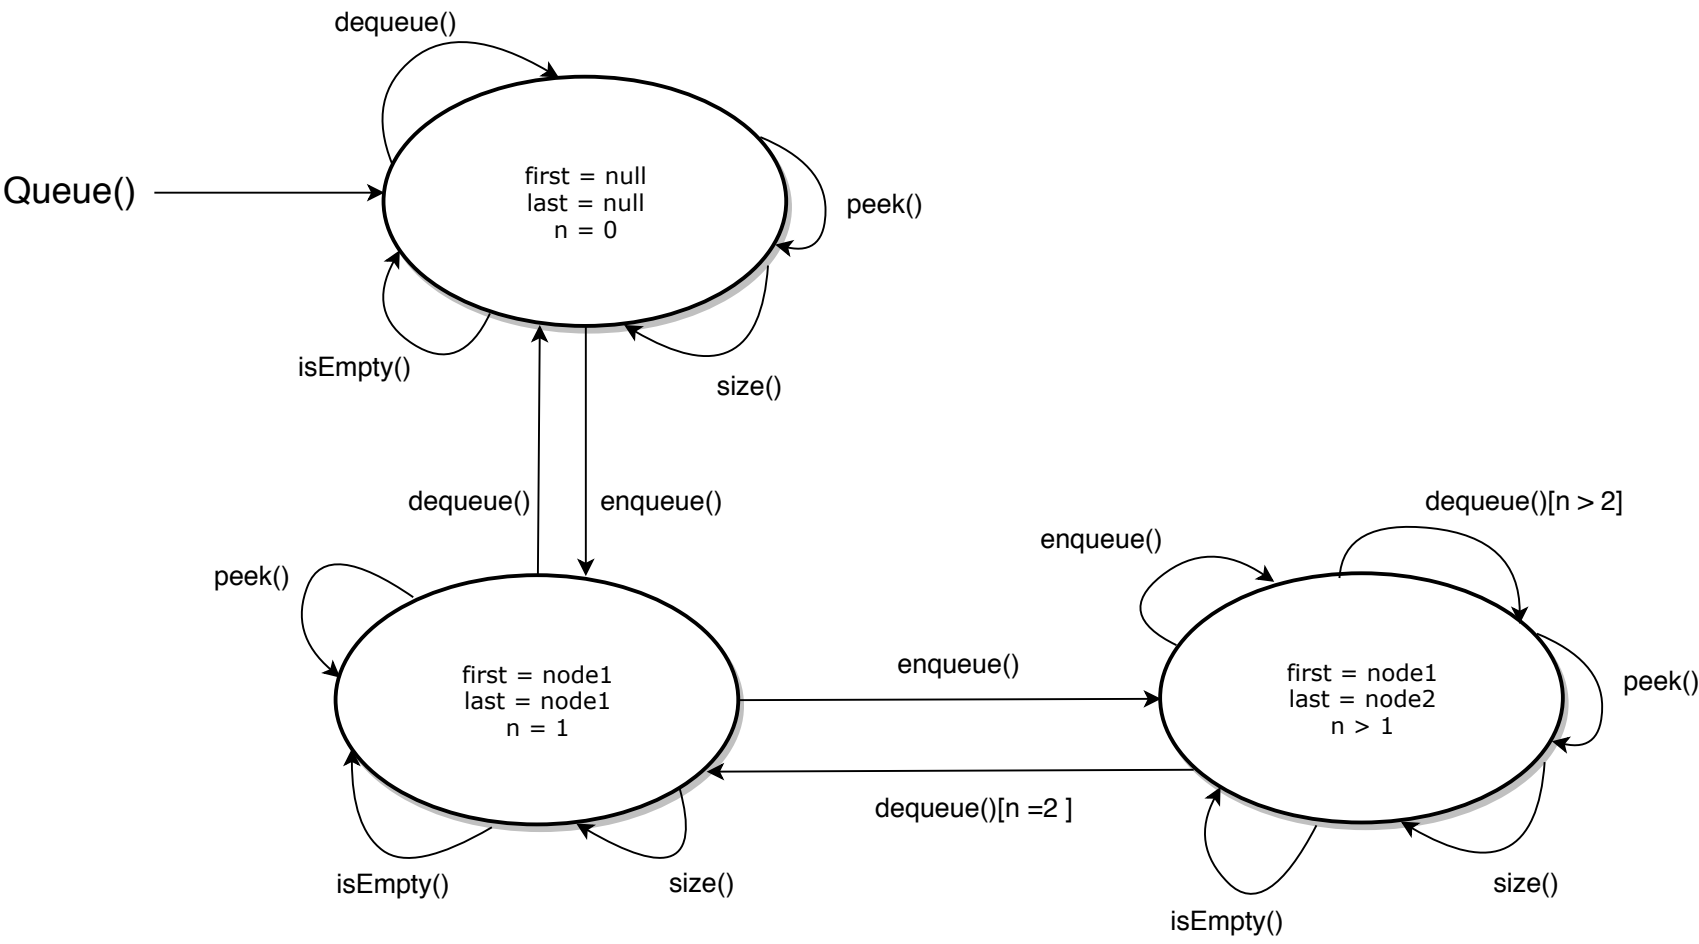 dequeue()
Queue()
first = null
last = null
n = 0
peek()
isEmpty()
size()
dequeue()
enqueue()
peek()
first = node1
last = node1
n = 1
isEmpty()
size()
enqueue()
dequeue()[n =2 ]
enqueue()
dequeue()[n > 2]
first = node1
last = node2
n > 1
peek()
size()
isEmpty()